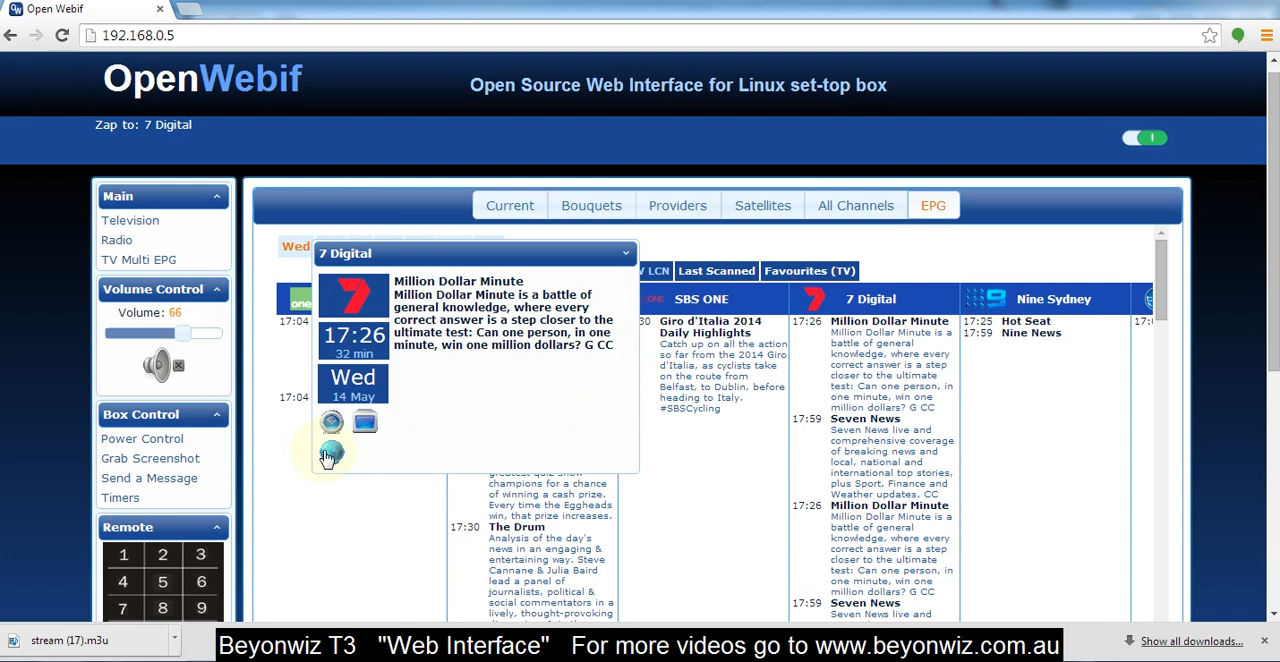 Open Webif
192.168.0.5
OpenWebif
Open Source Web Interface for Linux set-top box
Zap to: 7 Digital
Main
Television
Radio
TV Multi EPG
Volume Control
Volume: 66
Box Control
Power Control
Grab Screenshot
Send a Message
Timers
Remote
1 2 3
4 5 6
7 8 9
Current Bouquets Providers Satellites All Channels EPG
Wed
LCN Last Scanned Favourites (TV)
7 Digital
Million Dollar Minute
Million Dollar Minute is a battle of
general knowledge, where every
correct answer is a step closer to the
ultimate test: Can one person, in one
minute, win one million dollars? G CC
17:26
32 min
Wed
14 May
one
17:04
17:04
greatest quiz show
champions for a chance
of winning a cash prize.
Every time the Eggheads
win, that prize increases.
17:30 The Drum
Analysis of the day's
news in an engaging &
entertaining way. Steve
Cannane & Julia Baird
lead a panel of
journalists, political &
social commentators in a
lively, thought-provoking
ONE SBS ONE
30 Giro d'Italia 2014
Daily Highlights
Catch up on all the action
so far from the 2014 Giro
d'Italia, as cyclists take
on the route from
Belfast, to Dublin, before
heading to Italy.
#SBSCycling
7 Digital
17:26 Million Dollar Minute
Million Dollar Minute is a
battle of general
knowledge, where every
correct answer is a step
closer to the ultimate
test: Can one person, in
one minute, win one
million dollars? G CC
17:59 Seven News
Seven News live and
comprehensive coverage
of breaking news and
local, national and
international top stories,
plus Sport, Finance and
Weather updates. CC
17:26 Million Dollar Minute
Million Dollar Minute is a
battle of general
knowledge, where every
correct answer is a step
closer to the ultimate
test: Can one person, in
one minute, win one
million dollars? G CC
17:59 Seven News
Seven News live and
9 Nine Sydney
17:25 Hot Seat
17:59 Nine News
17:
stream (17).m3u
Beyonwiz T3 "Web Interface" For more videos go to www.beyonwiz.com.au
Show all downloads...